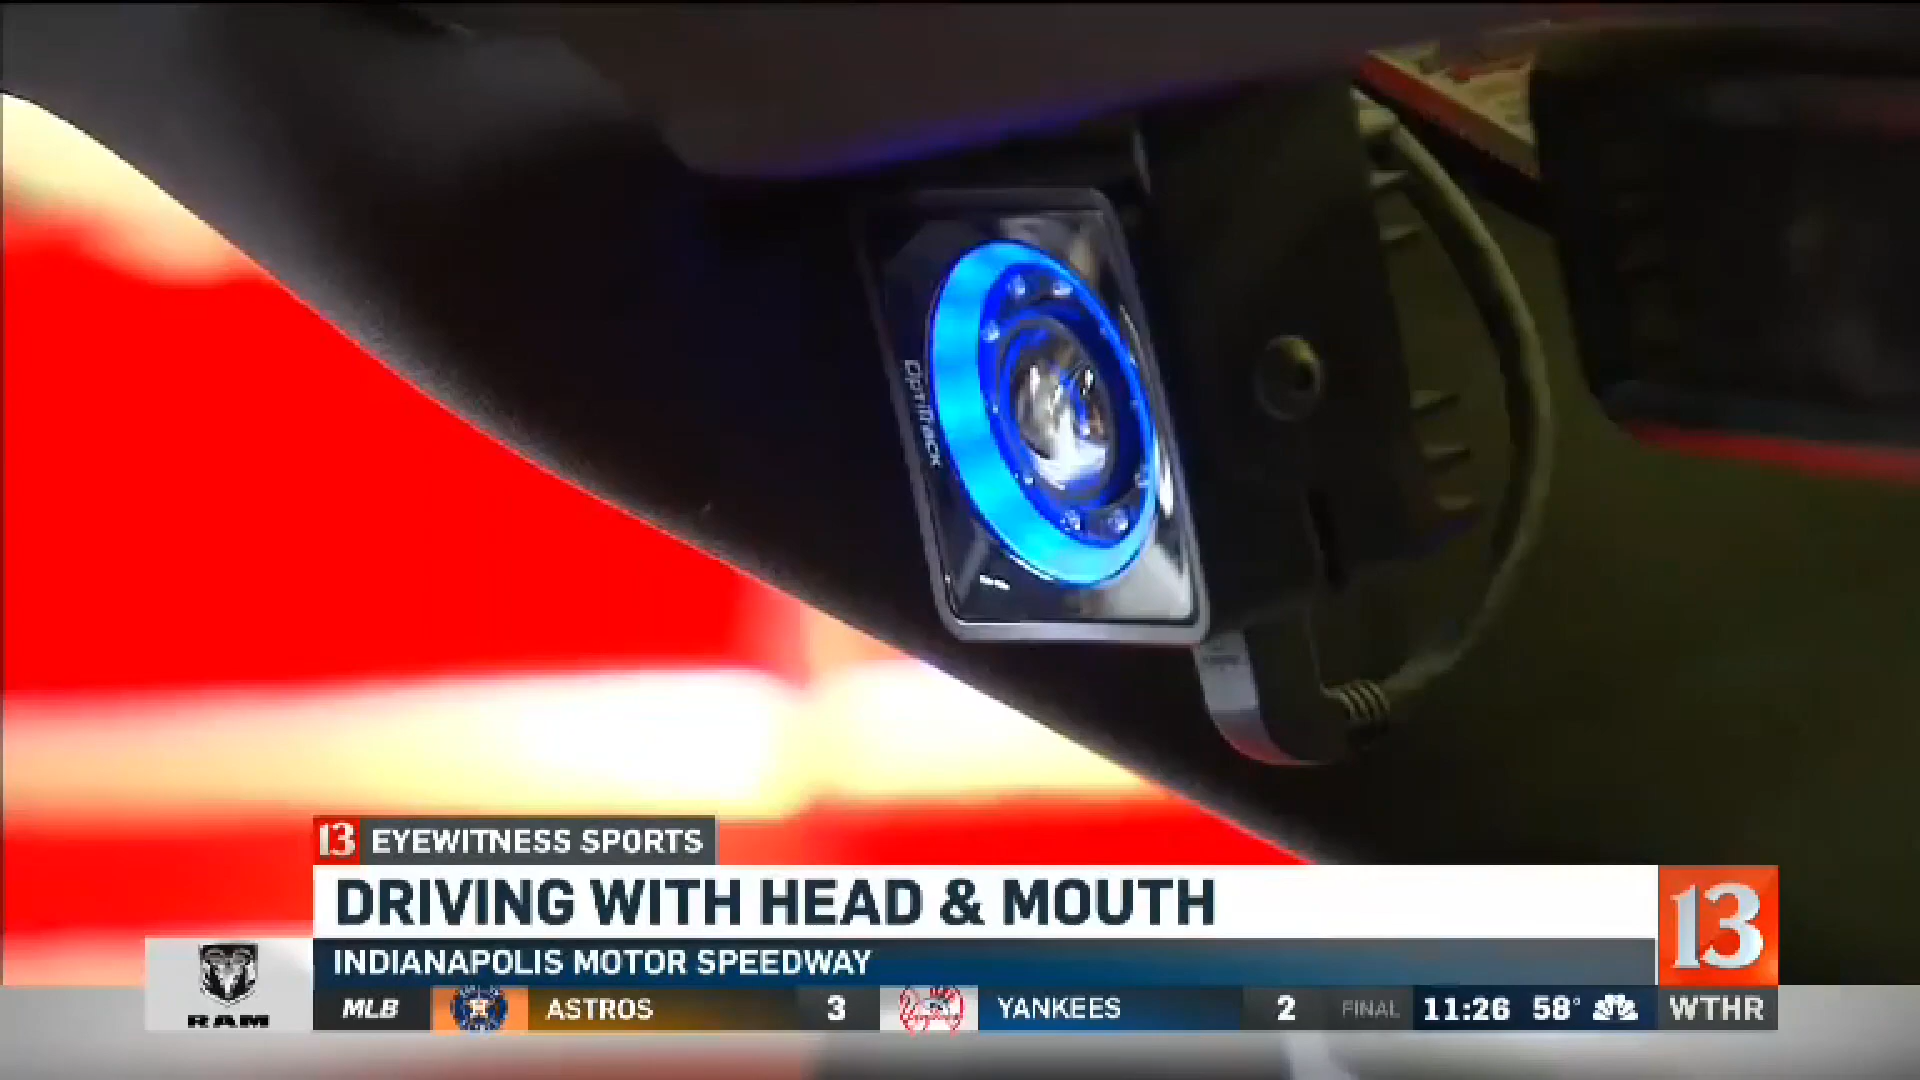 OptiTrack
13 EYEWITNESS SPORTS
DRIVING WITH HEAD & MOUTH
13
INDIANAPOLIS MOTOR SPEEDWAY
RAM
MLB H ASTROS 3 YANKEES 2 FINAL 11:26 58° WTHR